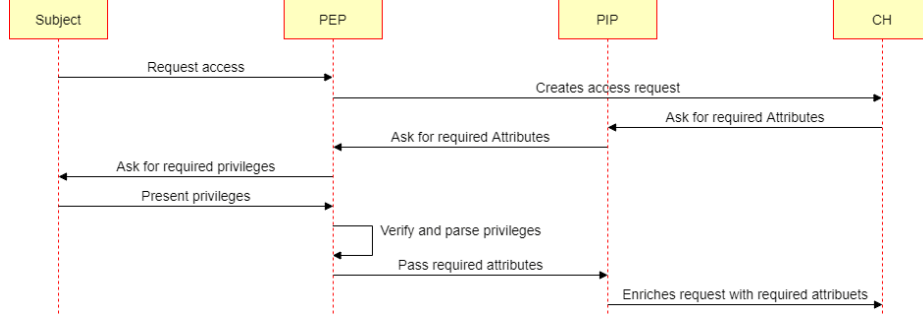 Subject
PEP
PIP
CH
Request access
Creates access request
Ask for required Attributes
Ask for required Attributes
Ask for required privileges
Present privileges
Verify and parse privileges
Pass required attributes
Enriches request with required attribuets